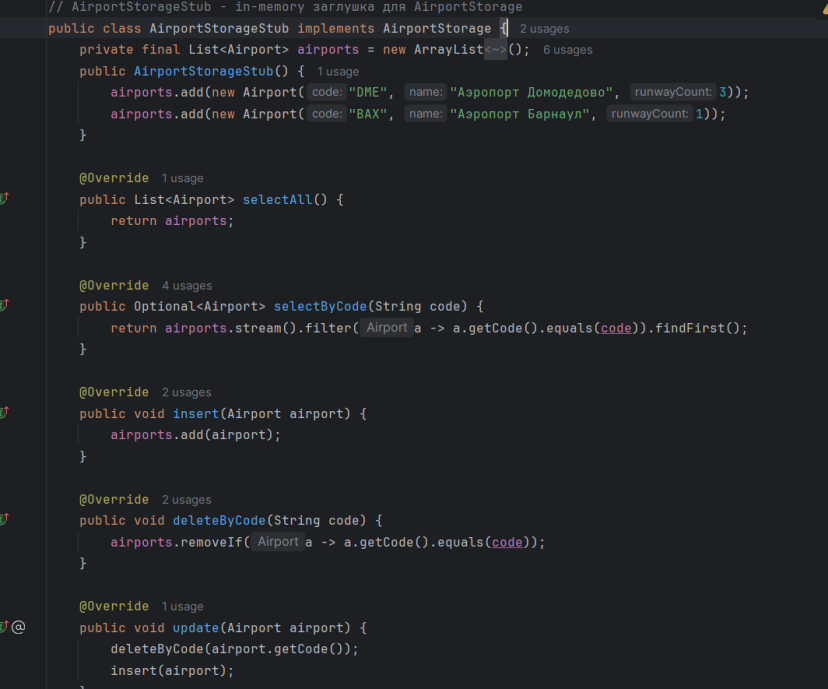 // AirportStorageStub - in-memory заглушка для AirportStorage
public class AirportStorageStub implements AirportStorage { 2 usages
private final List<Airport> airports = new ArrayList<~>(); 6 usages
public AirportStorageStub() { 1 usage
airports.add(new Airport( code: "DME", name: "Аэропорт Домодедово", runwayCount: 3));
airports.add(new Airport( code: "BAX", name: "Аэропорт Барнаул", runwayCount: 1));
}
@Override 1 usage
public List<Airport> selectAll() {
return airports;
}
@Override 4 usages
public Optional<Airport> selectByCode(String code) {
return airports.stream().filter( Airport a -> a.getCode().equals(code)).findFirst();
}
@Override 2 usages
public void insert(Airport airport) {
airports.add(airport);
}
@Override 2 usages
public void deleteByCode(String code) {
airports.removeIf( Airport a -> a.getCode().equals(code));
}
@Override 1 usage
@ public void update(Airport airport) {
deleteByCode(airport.getCode());
insert(airport);